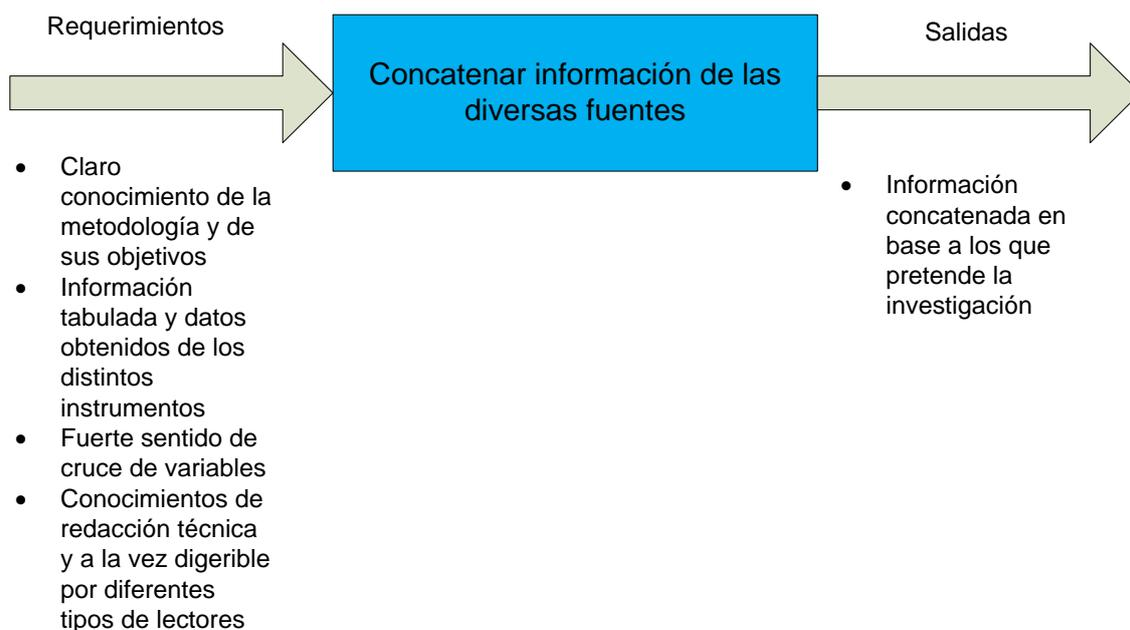 Requerimientos
Concatenar información de las
diversas fuentes
Salidas
• Claro
conocimiento de la
metodología y de
sus objetivos
• Información
tabulada y datos
obtenidos de los
distintos
instrumentos
• Fuerte sentido de
cruce de variables
• Conocimientos de
redacción técnica
y a la vez digerible
por diferentes
tipos de lectores
• Información
concatenada en
base a los que
pretende la
investigación